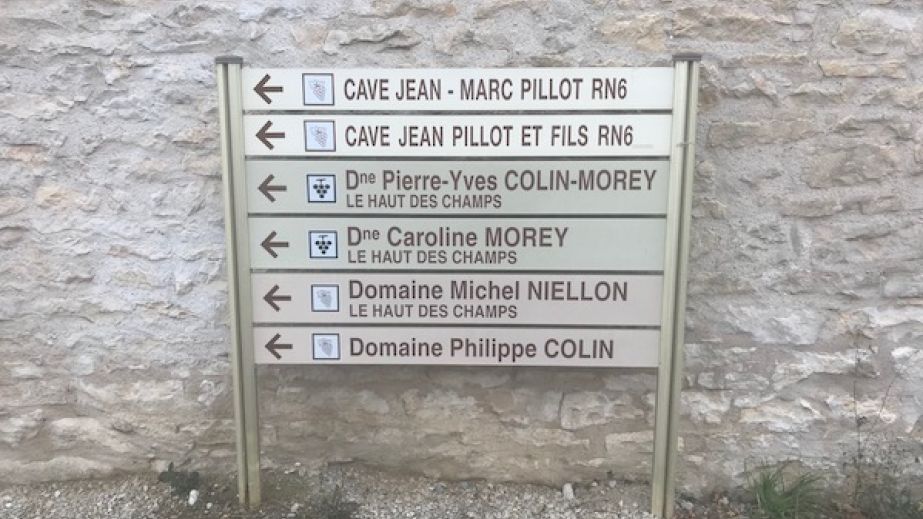 CAVE JEAN - MARC PILLOT RN6
CAVE JEAN PILLOT ET FILS RN6
Dne Pierre-Yves COLIN-MOREY
LE HAUT DES CHAMPS
Dne Caroline MOREY
LE HAUT DES CHAMPS
Domaine Michel NIELLON
LE HAUT DES CHAMPS
Domaine Philippe COLIN